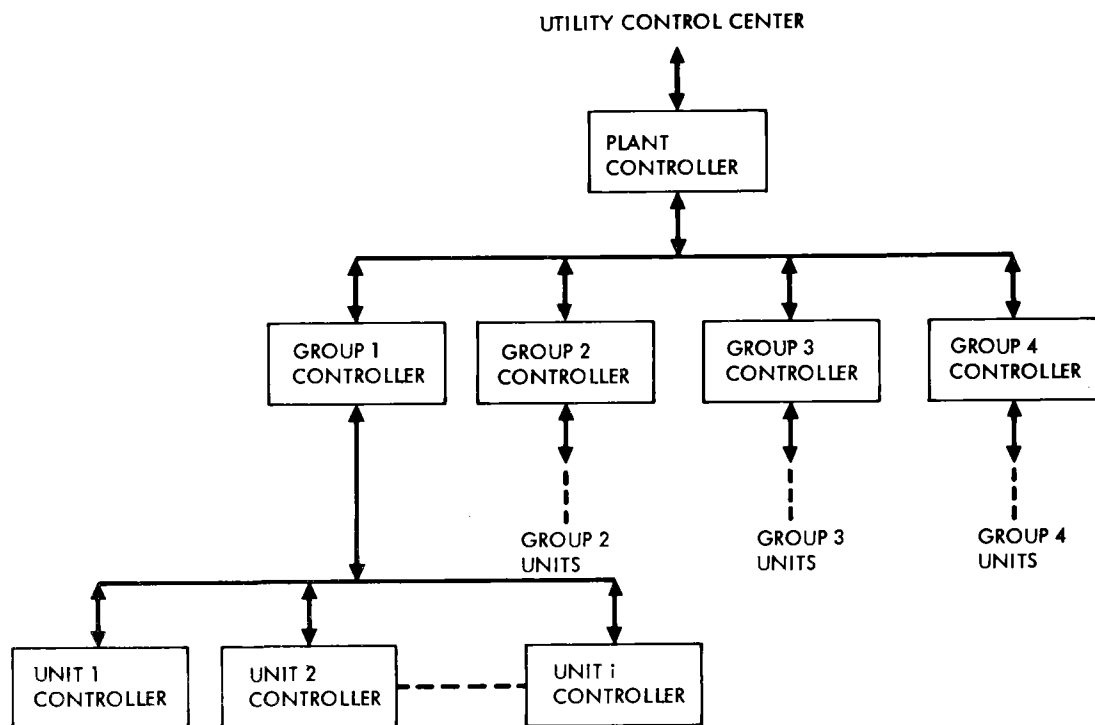 UTILITY CONTROL CENTER
PLANT
CONTROLLER
GROUP 1
CONTROLLER
GROUP 2
CONTROLLER
GROUP 3
CONTROLLER
GROUP 4
CONTROLLER
GROUP 2
UNITS
GROUP 3
UNITS
GROUP 4
UNITS
UNIT 1
CONTROLLER
UNIT 2
CONTROLLER
UNIT i
CONTROLLER